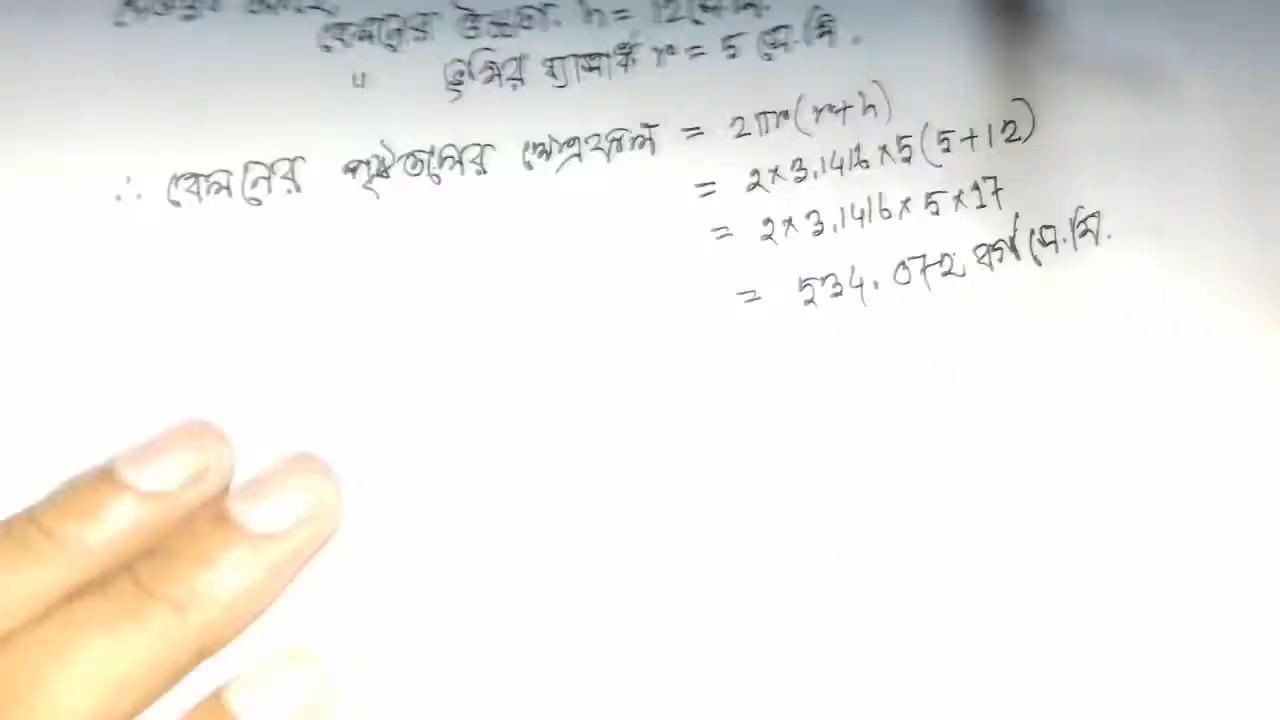 বেলনের উচ্চতা h = 12 সে.মি.
" ভূমির ব্যাসার্ধ r = 5 সে.মি.
∴ বেলনের পৃষ্ঠতলের ক্ষেত্রফল = 2πr(r+h)
= 2×3.1416×5(5+12)
= 2×3.1416×5×17
= 534.072 বর্গ সে.মি.